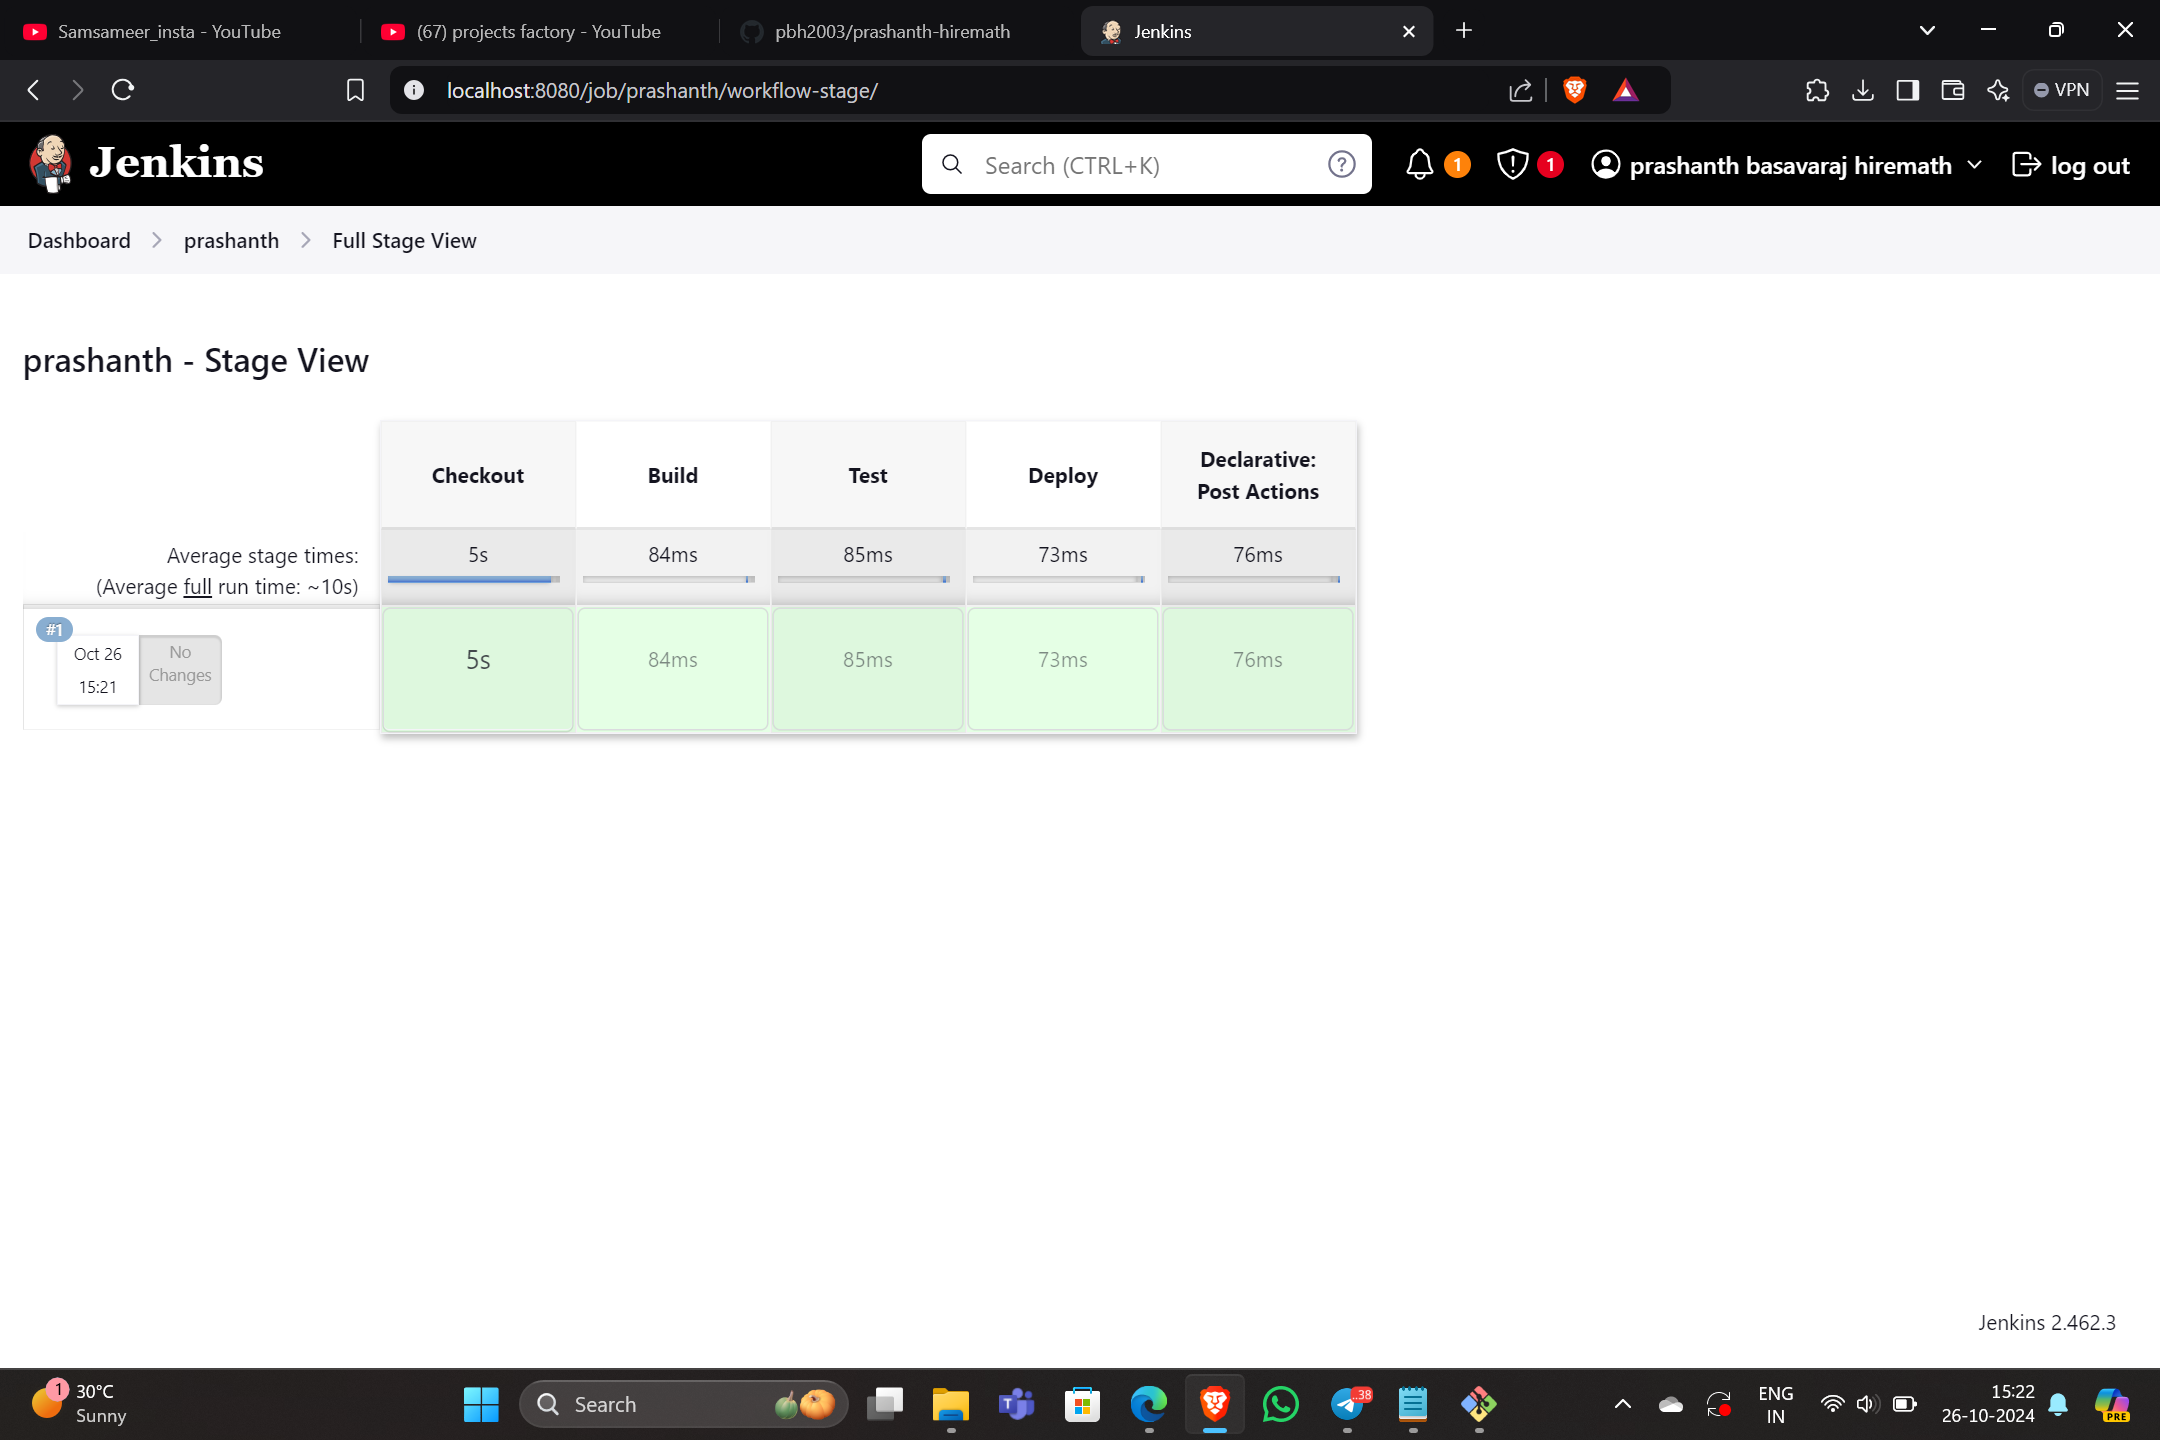 Samsameer_insta - YouTube
(67) projects factory - YouTube
pbh2003/prashanth-hiremath
Jenkins
localhost:8080/job/prashanth/workflow-stage/
VPN
Jenkins
Search (CTRL+K)
1
1
prashanth basavaraj hiremath
log out
Dashboard
prashanth
Full Stage View
prashanth - Stage View
Checkout
Build
Test
Deploy
Declarative:
Post Actions
Average stage times:
(Average full run time: ~10s)
5s
84ms
85ms
73ms
76ms
#1
Oct 26
15:21
No
Changes
5s
84ms
85ms
73ms
76ms
Jenkins 2.462.3
1
30°C
Sunny
Search
..38
ENG
IN
15:22
26-10-2024
PRE